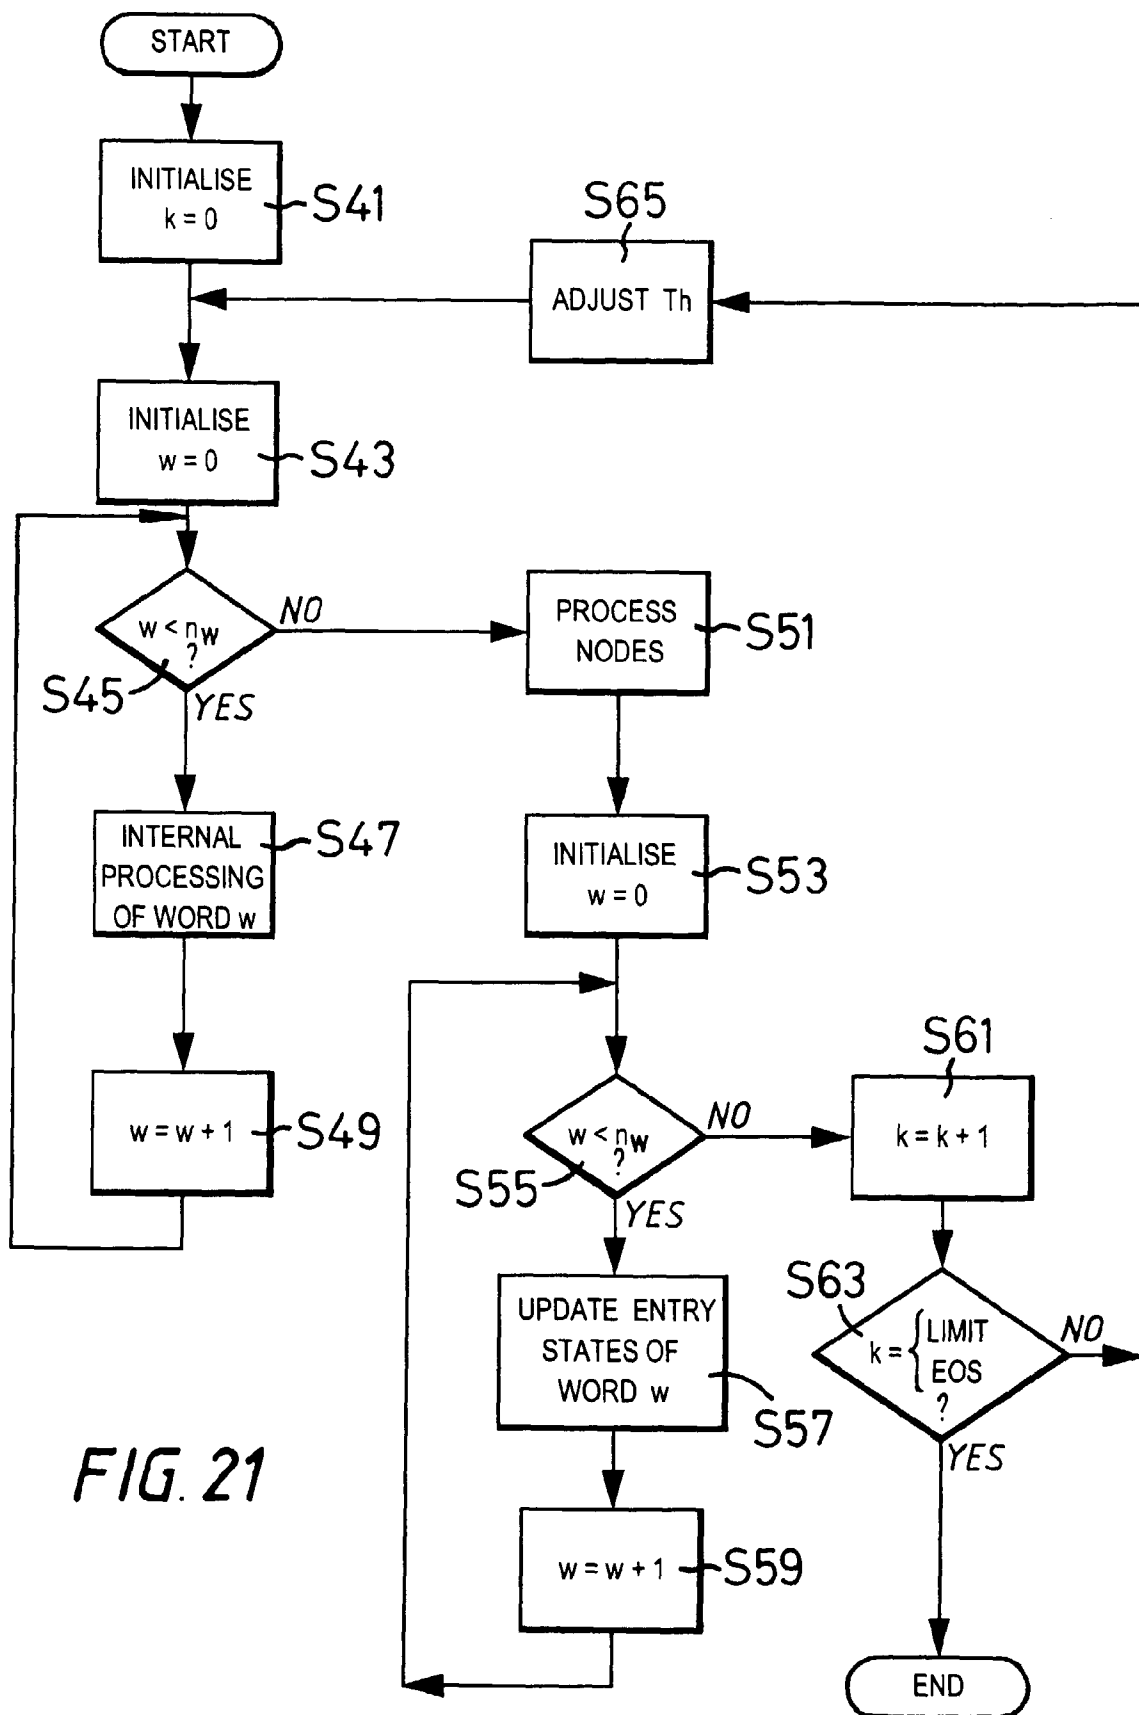 START
INITIALISE
k = 0
S41
S65
ADJUST Th
INITIALISE
w = 0
S43
w < nw
?
S45
NO
YES
PROCESS
NODES
S51
INTERNAL
PROCESSING
OF WORD w
S47
INITIALISE
w = 0
S53
w = w + 1
S49
w < nw
?
S55
NO
YES
S61
k = k + 1
UPDATE ENTRY
STATES OF
WORD w
S57
S63
k = { LIMIT
EOS
?
NO
YES
w = w + 1
S59
END
FIG. 21